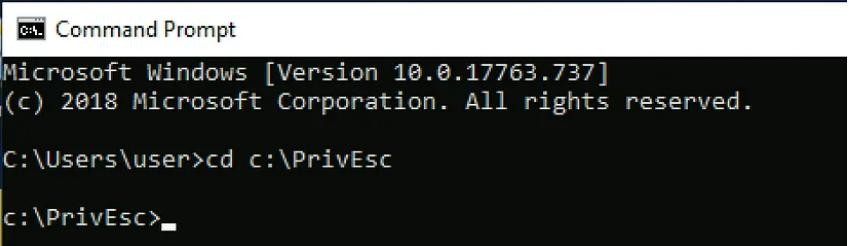 Command Prompt
Microsoft Windows [Version 10.0.17763.737]
(c) 2018 Microsoft Corporation. All rights reserved.
C:\Users\user>cd c:\PrivEsc
c:\PrivEsc>_